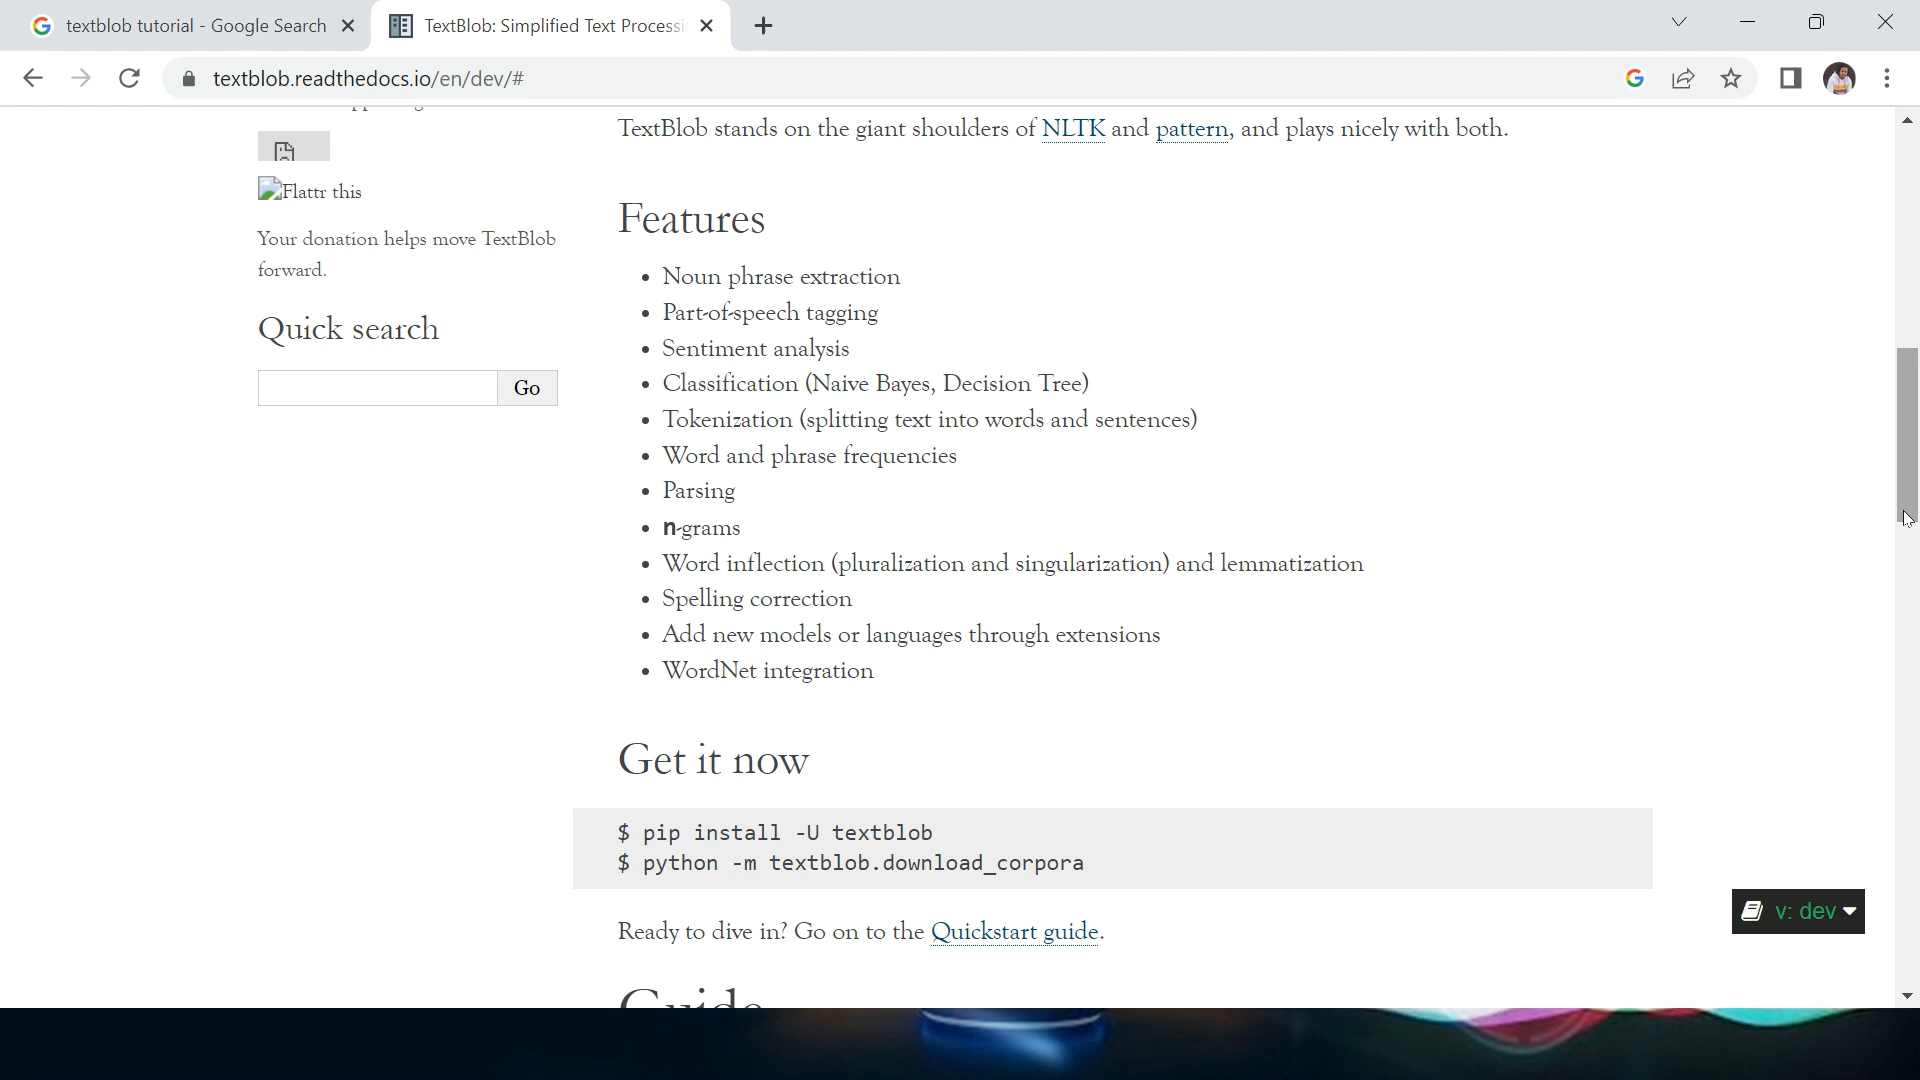 textblob tutorial - Google Search
TextBlob: Simplified Text Processi
textblob.readthedocs.io/en/dev/#
Flattr this
Your donation helps move TextBlob
forward.
Quick search
Go
TextBlob stands on the giant shoulders of NLTK and pattern, and plays nicely with both.
Features
• Noun phrase extraction
• Part-of-speech tagging
• Sentiment analysis
• Classification (Naive Bayes, Decision Tree)
• Tokenization (splitting text into words and sentences)
• Word and phrase frequencies
• Parsing
• n-grams
• Word inflection (pluralization and singularization) and lemmatization
• Spelling correction
• Add new models or languages through extensions
• WordNet integration
Get it now
$ pip install -U textblob
$ python -m textblob.download_corpora
Ready to dive in? Go on to the Quickstart guide.
v: dev
Guide